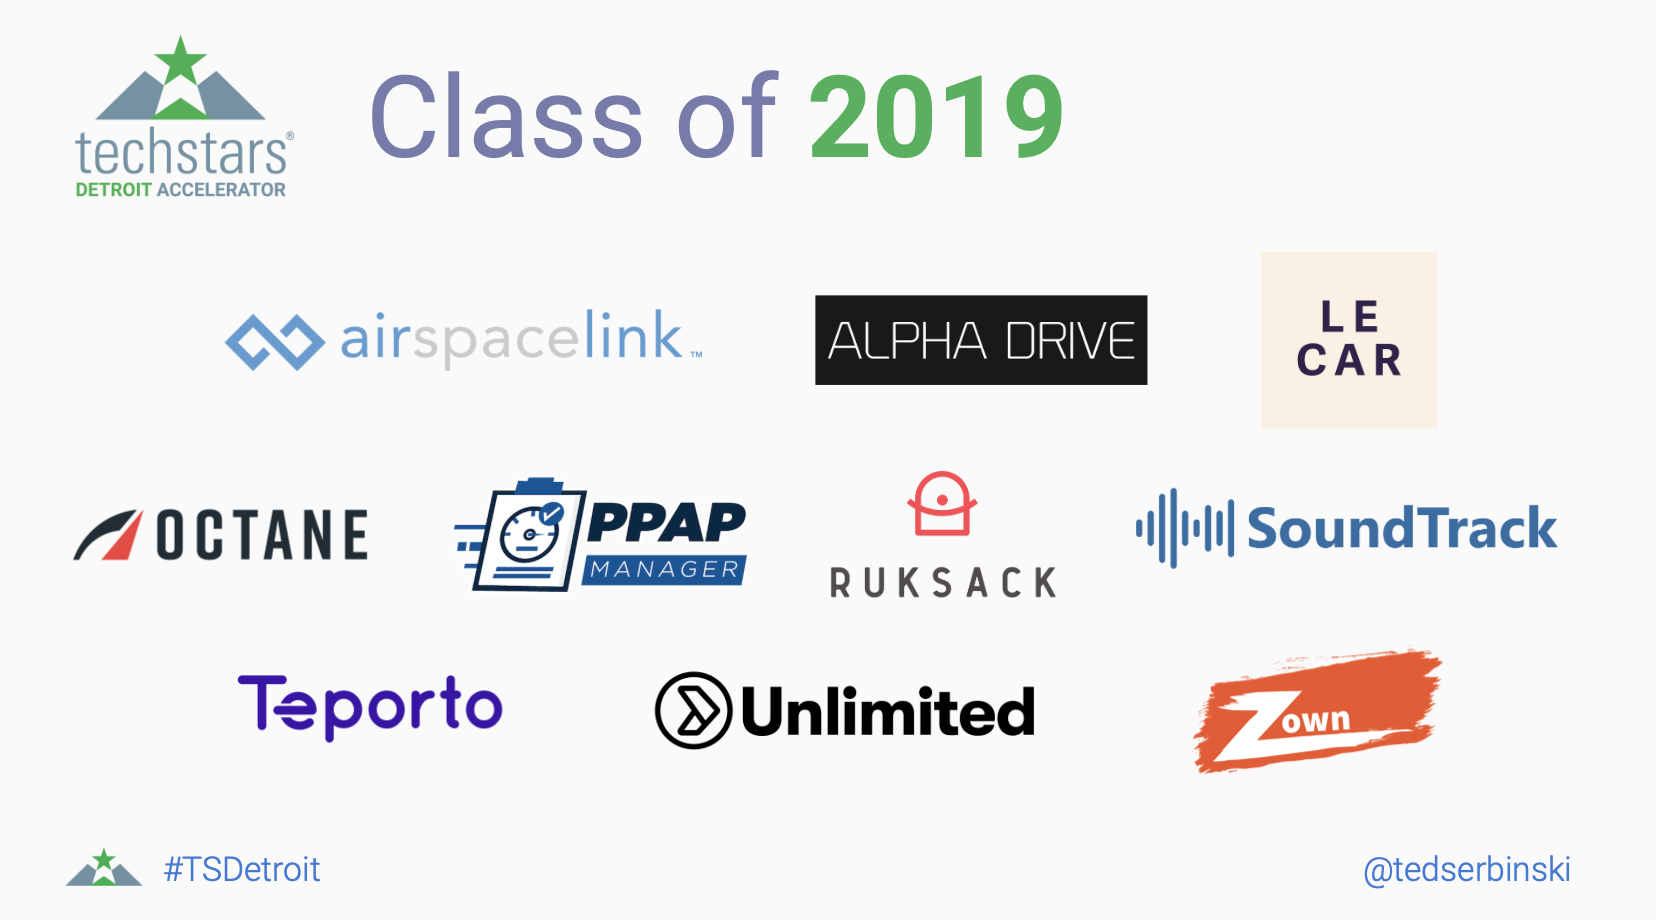 techstars®
DETROIT ACCELERATOR
Class of 2019
airspacelink™
ALPHA DRIVE
LE
CAR
OCTANE
PPAP
MANAGER
RUKSACK
SoundTrack
Teporto
Unlimited
Zown
#TSDetroit
@tedserbinski